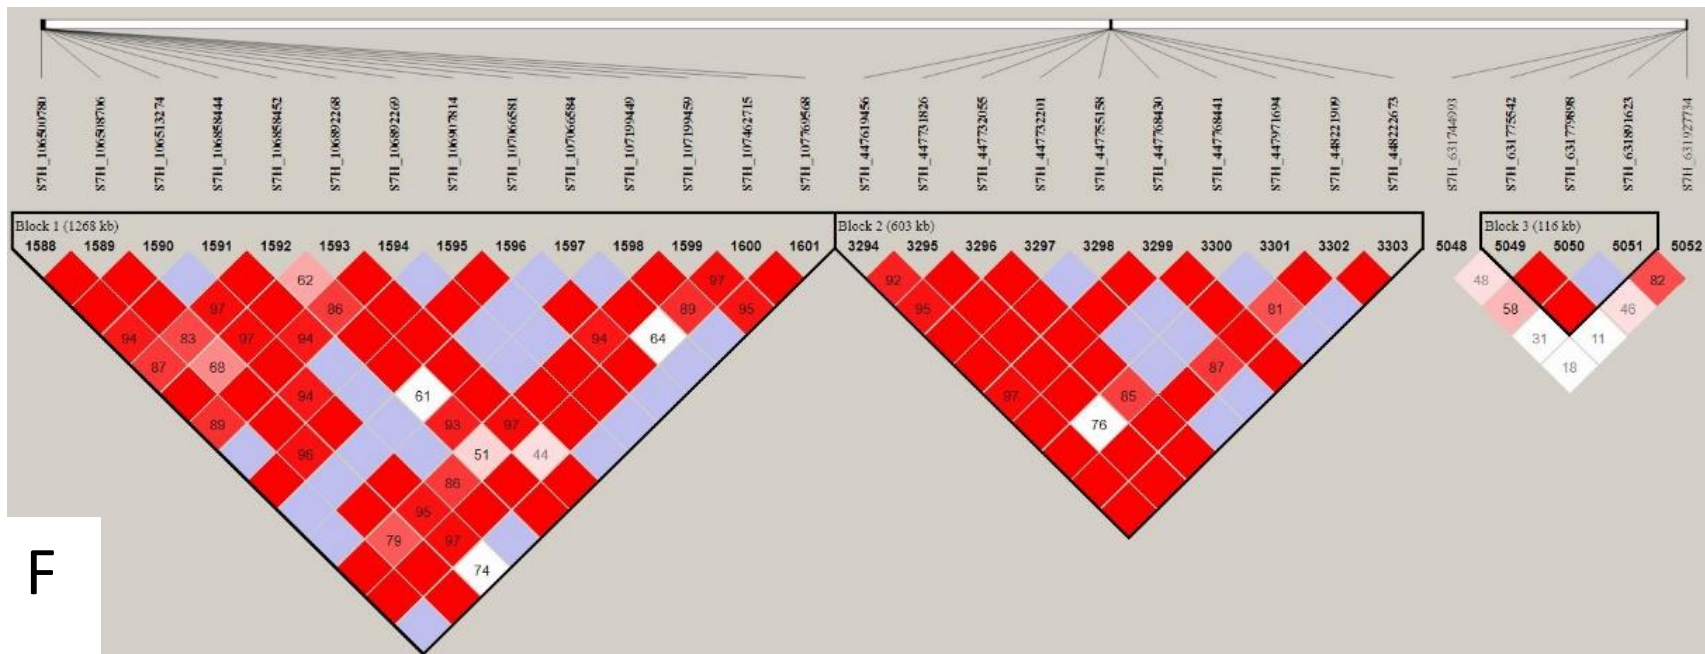 S7H_106500780
S7H_106508706
S7H_106513274
S7H_106858444
S7H_106858452
S7H_106892268
S7H_106892269
S7H_106907814
S7H_107066581
S7H_107066584
S7H_107199449
S7H_107199459
S7H_107462715
S7H_107769568
S7H_447619456
S7H_447731826
S7H_447732055
S7H_447732201
S7H_447755158
S7H_447768430
S7H_447768441
S7H_447971694
S7H_448221909
S7H_448222673
S7H_631744993
S7H_631775542
S7H_631779898
S7H_631891623
S7H_631927734
Block 1 (1268 kb) Block 2 (603 kb) Block 3 (116 kb)
1588 1589 1590 1591 1592 1593 1594 1595 1596 1597 1598 1599 1600 1601 3294 3295 3296 3297 3298 3299 3300 3301 3302 3303 5048 5049 5050 5051 5052
62 97 92 48 82
97 86 89 95 95 81 58 46
94 83 97 94 94 64 31 11
87 68 87 18
94 61 97 85
89 93 97 76
96 51 44
86
95
79 97
74
F